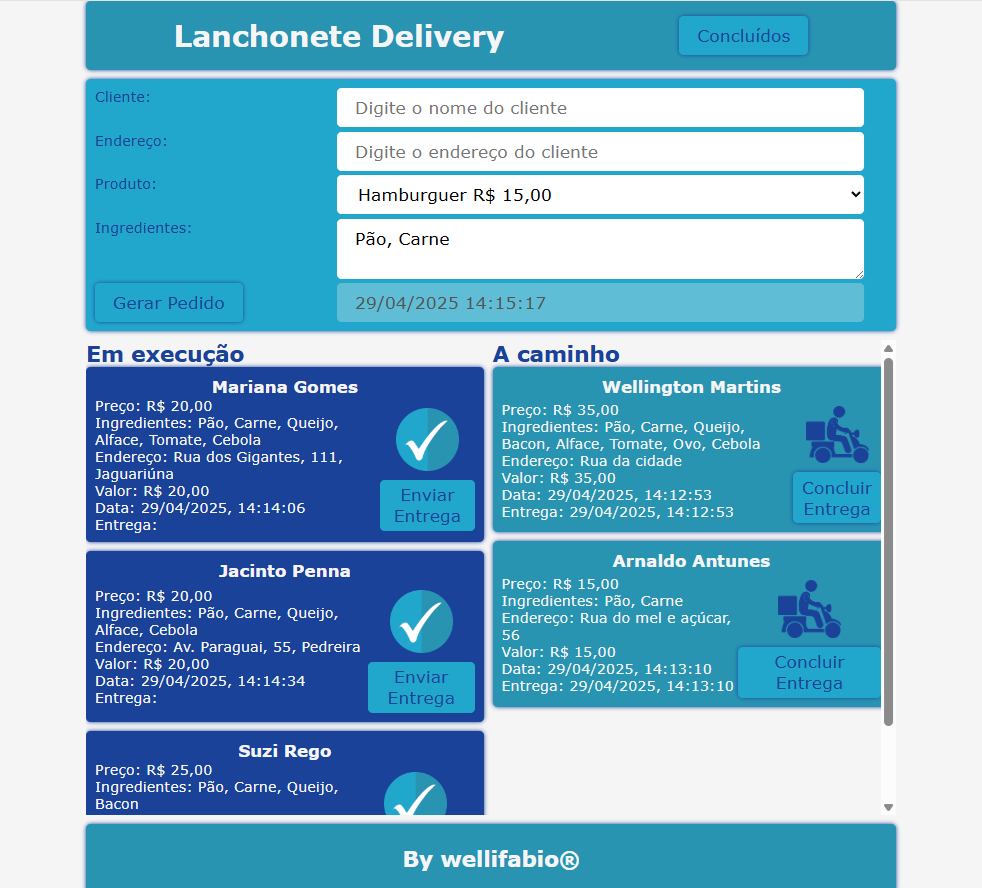 Lanchonete Delivery
Concluídos
Cliente:
Digite o nome do cliente
Endereço:
Digite o endereço do cliente
Produto:
Hamburguer R$ 15,00
Ingredientes:
Pão, Carne
Gerar Pedido
29/04/2025 14:15:17
Em execução
Mariana Gomes
Preço: R$ 20,00
Ingredientes: Pão, Carne, Queijo,
Alface, Tomate, Cebola
Endereço: Rua dos Gigantes, 111,
Jaguariúna
Valor: R$ 20,00
Data: 29/04/2025, 14:14:06
Entrega:
Enviar
Entrega
Jacinto Penna
Preço: R$ 20,00
Ingredientes: Pão, Carne, Queijo,
Alface, Cebola
Endereço: Av. Paraguai, 55, Pedreira
Valor: R$ 20,00
Data: 29/04/2025, 14:14:34
Entrega:
Enviar
Entrega
Suzi Rego
Preço: R$ 25,00
Ingredientes: Pão, Carne, Queijo,
Bacon
A caminho
Wellington Martins
Preço: R$ 35,00
Ingredientes: Pão, Carne, Queijo,
Bacon, Alface, Tomate, Ovo, Cebola
Endereço: Rua da cidade
Valor: R$ 35,00
Data: 29/04/2025, 14:12:53
Entrega: 29/04/2025, 14:12:53
Concluir
Entrega
Arnaldo Antunes
Preço: R$ 15,00
Ingredientes: Pão, Carne
Endereço: Rua do mel e açúcar,
56
Valor: R$ 15,00
Data: 29/04/2025, 14:13:10
Entrega: 29/04/2025, 14:13:10
Concluir
Entrega
By wellifabio®